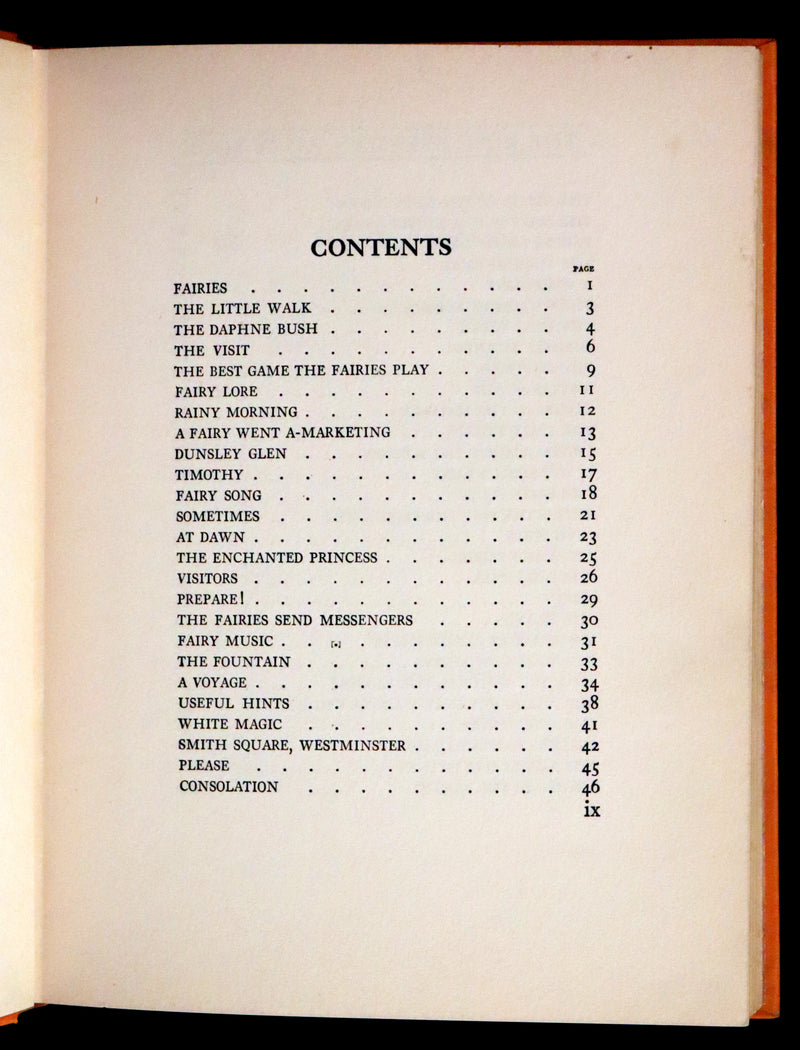 CONTENTS
PAGE
FAIRIES . . . . . . . . . . . . 1
THE LITTLE WALK . . . . . . . . . 3
THE DAPHNE BUSH . . . . . . . . . 4
THE VISIT . . . . . . . . . . . 6
THE BEST GAME THE FAIRIES PLAY . . . . . 9
FAIRY LORE . . . . . . . . . . . 11
RAINY MORNING . . . . . . . . . . 12
A FAIRY WENT A-MARKETING . . . . . . 13
DUNSLEY GLEN . . . . . . . . . . 15
TIMOTHY . . . . . . . . . . . . 17
FAIRY SONG . . . . . . . . . . . 18
SOMETIMES . . . . . . . . . . . 21
AT DAWN . . . . . . . . . . . . 23
THE ENCHANTED PRINCESS . . . . . . . 25
VISITORS . . . . . . . . . . . . 26
PREPARE! . . . . . . . . . . . . 29
THE FAIRIES SEND MESSENGERS . . . . . 30
FAIRY MUSIC . . [.] . . . . . . . . 31
THE FOUNTAIN . . . . . . . . . . 33
A VOYAGE . . . . . . . . . . . . 34
USEFUL HINTS . . . . . . . . . . 38
WHITE MAGIC . . . . . . . . . . 41
SMITH SQUARE, WESTMINSTER . . . . . . 42
PLEASE . . . . . . . . . . . . 45
CONSOLATION . . . . . . . . . . 46
ix